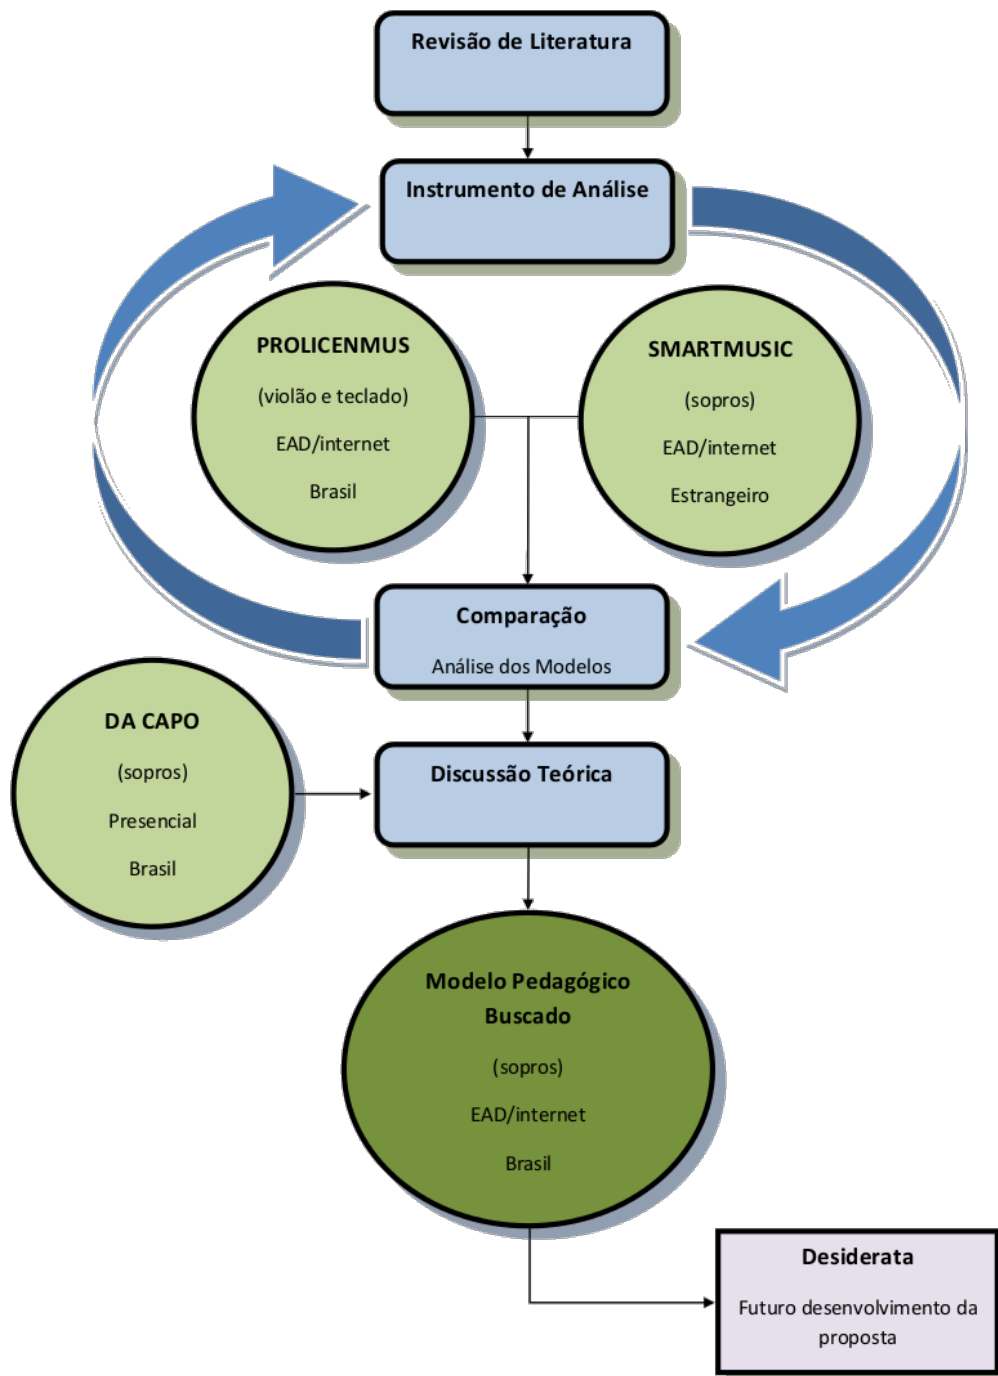 Revisão de Literatura
Instrumento de Análise
PROLICENMUS
(violão e teclado)
EAD/internet
Brasil
SMARTMUSIC
(sopros)
EAD/internet
Estrangeiro
Comparação
Análise dos Modelos
DA CAPO
(sopros)
Presencial
Brasil
Discussão Teórica
Modelo Pedagógico
Buscado
(sopros)
EAD/internet
Brasil
Desiderata
Futuro desenvolvimento da
proposta